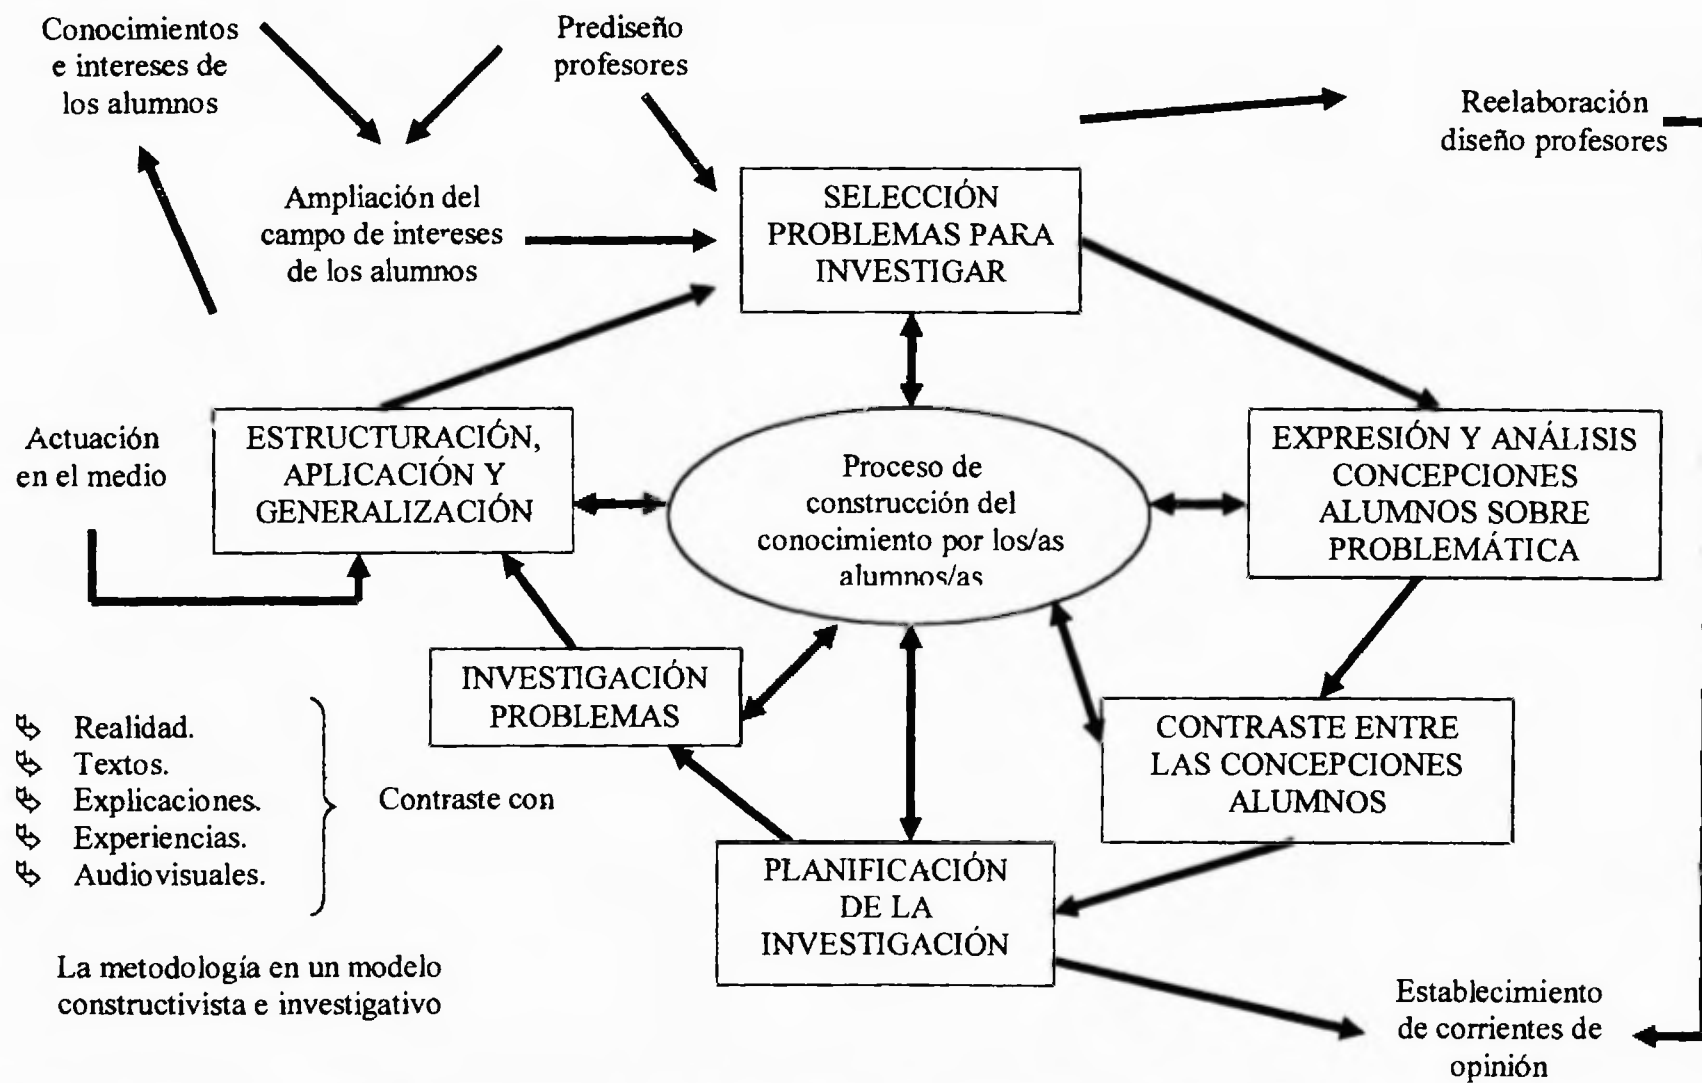 Conocimientos
e intereses de
los alumnos
Prediseño
profesores
Reelaboración
diseño profesores
Ampliación del
campo de intereses
de los alumnos
SELECCIÓN
PROBLEMAS PARA
INVESTIGAR
Actuación
en el medio
ESTRUCTURACIÓN,
APLICACIÓN Y
GENERALIZACIÓN
Proceso de
construcción del
conocimiento por los/as
alumnos/as
EXPRESIÓN Y ANÁLISIS
CONCEPCIONES
ALUMNOS SOBRE
PROBLEMÁTICA
INVESTIGACIÓN
PROBLEMAS
CONTRASTE ENTRE
LAS CONCEPCIONES
ALUMNOS
Realidad.
Textos.
Explicaciones.
Experiencias.
Audiovisuales.
Contraste con
PLANIFICACIÓN
DE LA
INVESTIGACIÓN
La metodología en un modelo
constructivista e investigativo
Establecimiento
de corrientes de
opinión